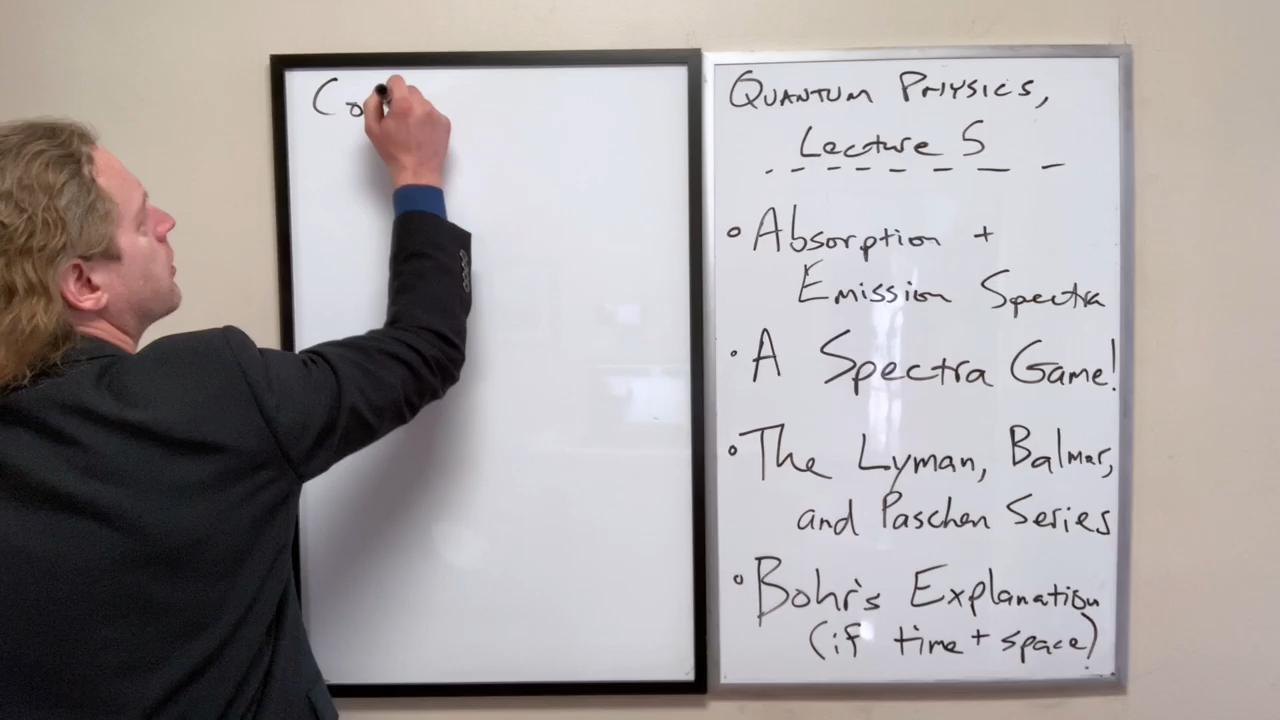 Co
QUANTUM PHYSICS,
Lecture 5
• Absorption +
Emission Spectra
• A Spectra Game!
• The Lyman, Balmer,
and Paschen Series
• Bohr's Explanation
(if time + space)